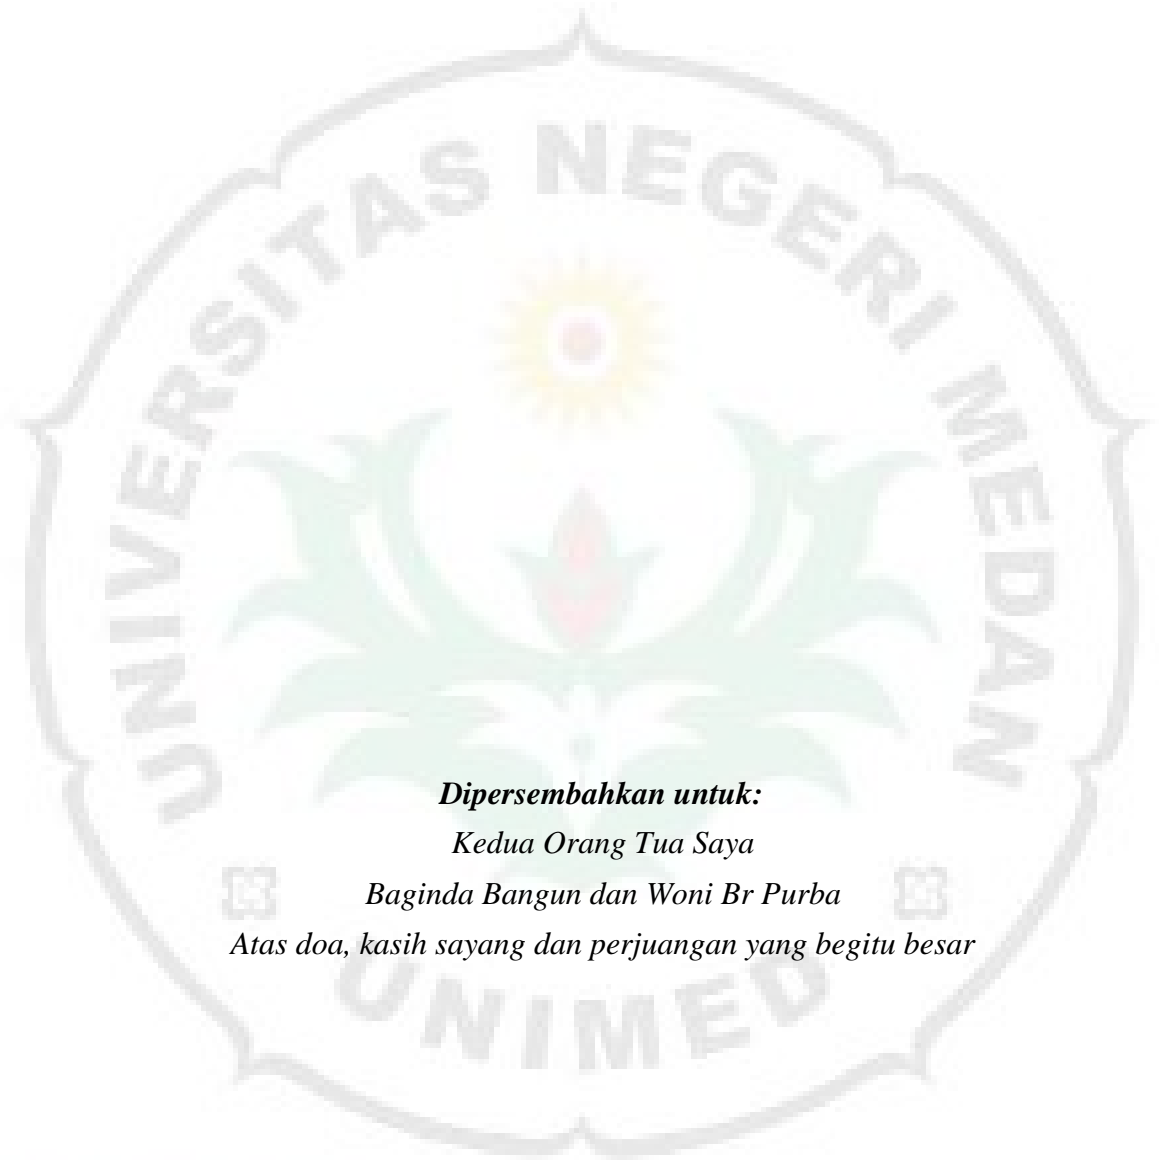 UNIVERSITAS NEGERI MEDAN
Dipersembahkan untuk:
Kedua Orang Tua Saya
Baginda Bangun dan Woni Br Purba
Atas doa, kasih sayang dan perjuangan yang begitu besar
UNIMED